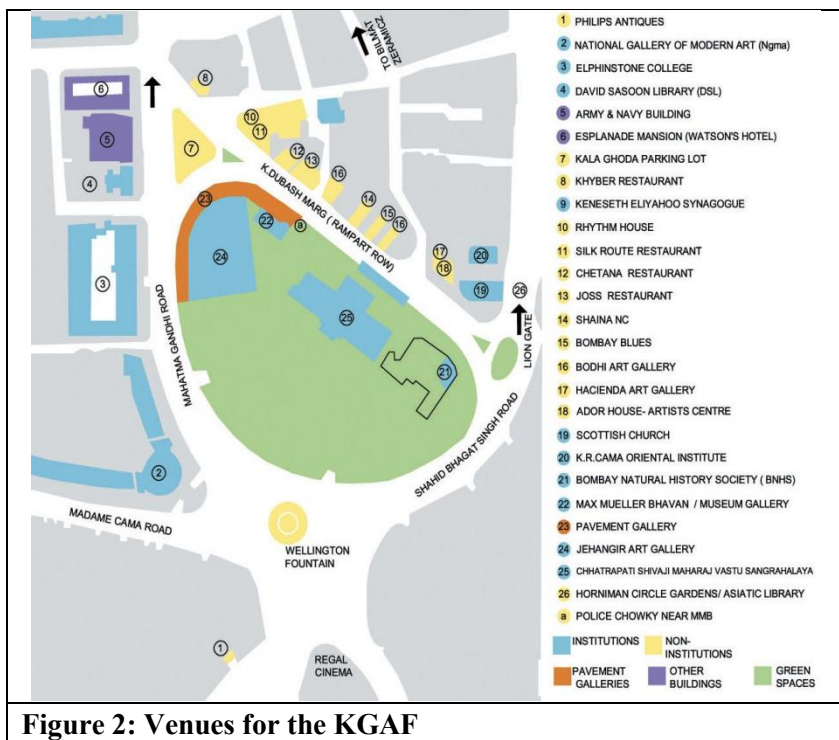 TO BILMAT
ZERAMICZ
8
6
10
11
5
7
12
13
4
16
14
23
15
22
a
16
K.DUBASH MARG ( RAMPART ROW)
24
17
18
20
3
19
26
25
LION GATE
MAHATMA GANDHI ROAD
21
2
SHAHID BHAGAT SINGH ROAD
MADAME CAMA ROAD
WELLINGTON
FOUNTAIN
1
REGAL
CINEMA
1 PHILIPS ANTIQUES
2 NATIONAL GALLERY OF MODERN ART (Ngma)
3 ELPHINSTONE COLLEGE
4 DAVID SASOON LIBRARY (DSL)
5 ARMY & NAVY BUILDING
6 ESPLANADE MANSION (WATSON'S HOTEL)
7 KALA GHODA PARKING LOT
8 KHYBER RESTAURANT
9 KENESETH ELIYAHOO SYNAGOGUE
10 RHYTHM HOUSE
11 SILK ROUTE RESTAURANT
12 CHETANA RESTAURANT
13 JOSS RESTAURANT
14 SHAINA NC
15 BOMBAY BLUES
16 BODHI ART GALLERY
17 HACIENDA ART GALLERY
18 ADOR HOUSE- ARTISTS CENTRE
19 SCOTTISH CHURCH
20 K.R.CAMA ORIENTAL INSTITUTE
21 BOMBAY NATURAL HISTORY SOCIETY ( BNHS)
22 MAX MUELLER BHAVAN / MUSEUM GALLERY
23 PAVEMENT GALLERY
24 JEHANGIR ART GALLERY
25 CHHATRAPATI SHIVAJI MAHARAJ VASTU SANGRAHALAYA
26 HORNIMAN CIRCLE GARDENS/ ASIATIC LIBRARY
a POLICE CHOWKY NEAR MMB
INSTITUTIONS
NON-
INSTITUTIONS
PAVEMENT
GALLERIES
OTHER
BUILDINGS
GREEN
SPACES
Figure 2: Venues for the KGAF